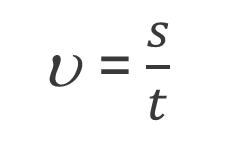 υ = s/t